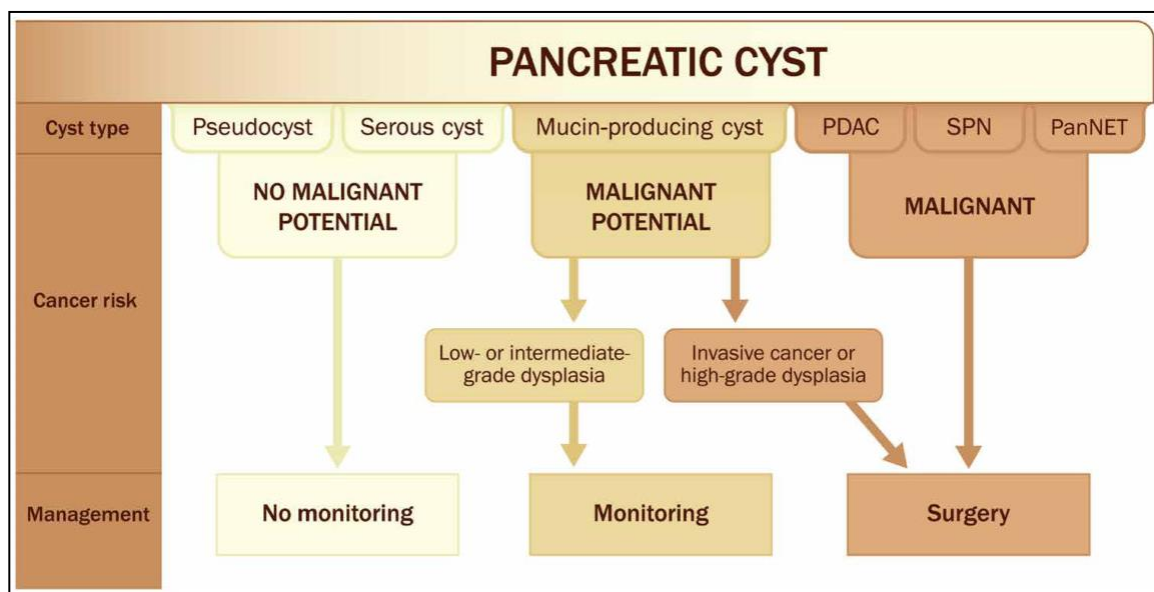 PANCREATIC CYST
Cyst type
Pseudocyst
Serous cyst
Mucin-producing cyst
PDAC
SPN
PanNET
NO MALIGNANT
POTENTIAL
MALIGNANT
POTENTIAL
MALIGNANT
Cancer risk
Low- or intermediate-
grade dysplasia
Invasive cancer or
high-grade dysplasia
Management
No monitoring
Monitoring
Surgery